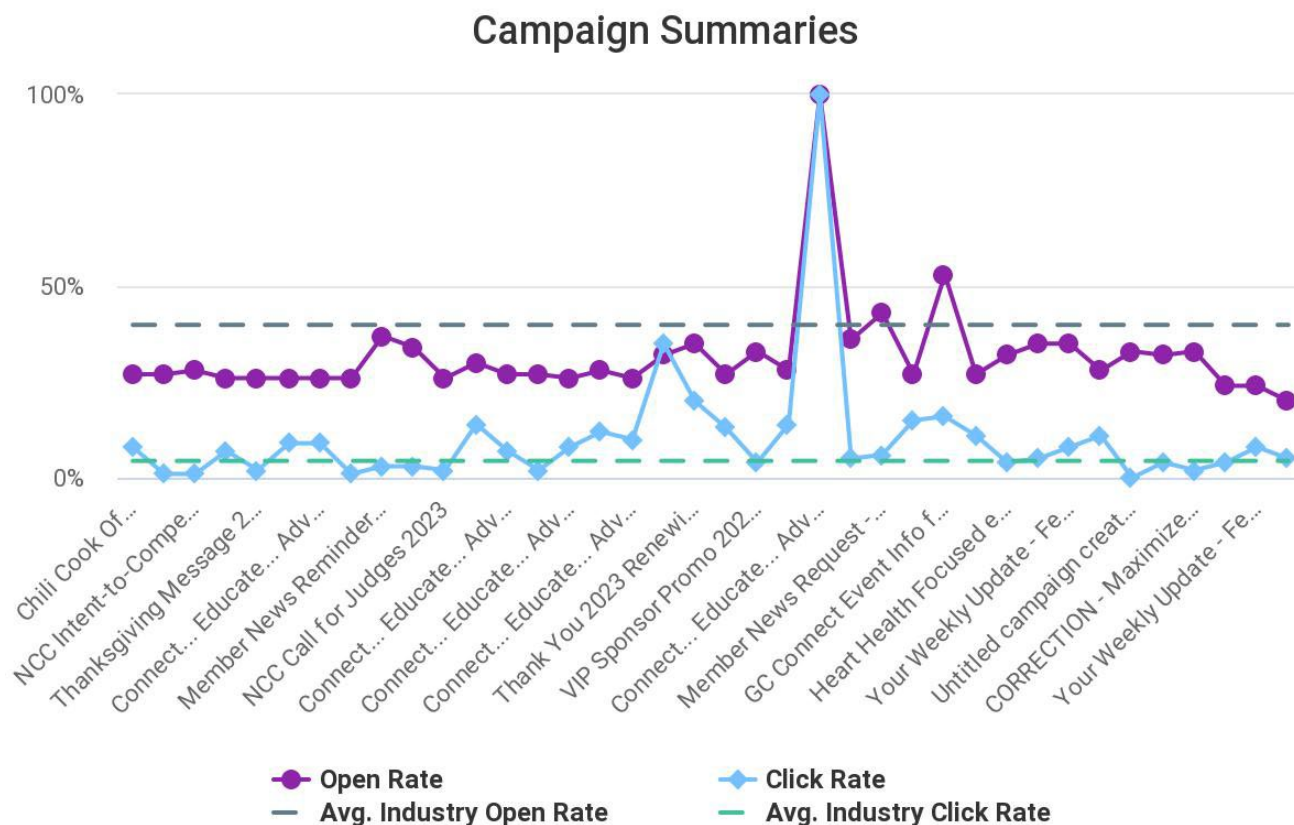 Campaign Summaries
100%
50%
0%
Chili Cook Of...
NCC Intent-to-Compe...
Thanksgiving Message 2...
Connect... Educate... Adv...
Member News Reminder...
NCC Call for Judges 2023
Connect... Educate... Adv...
Connect... Educate... Adv...
Connect... Educate... Adv...
Thank You 2023 Renewi...
VIP Sponsor Promo 202...
Connect... Educate... Adv...
Member News Request -...
GC Connect Event Info f...
Heart Health Focused e...
Your Weekly Update - Fe...
Untitled campaign creat...
CORRECTION - Maximize...
Your Weekly Update - Fe...
Open Rate
Click Rate
Avg. Industry Open Rate
Avg. Industry Click Rate